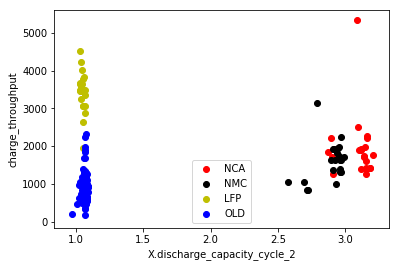 charge_throughput
5000
4000
3000
2000
1000
0
NCA
NMC
LFP
OLD
1.0 1.5 2.0 2.5 3.0
X.discharge_capacity_cycle_2